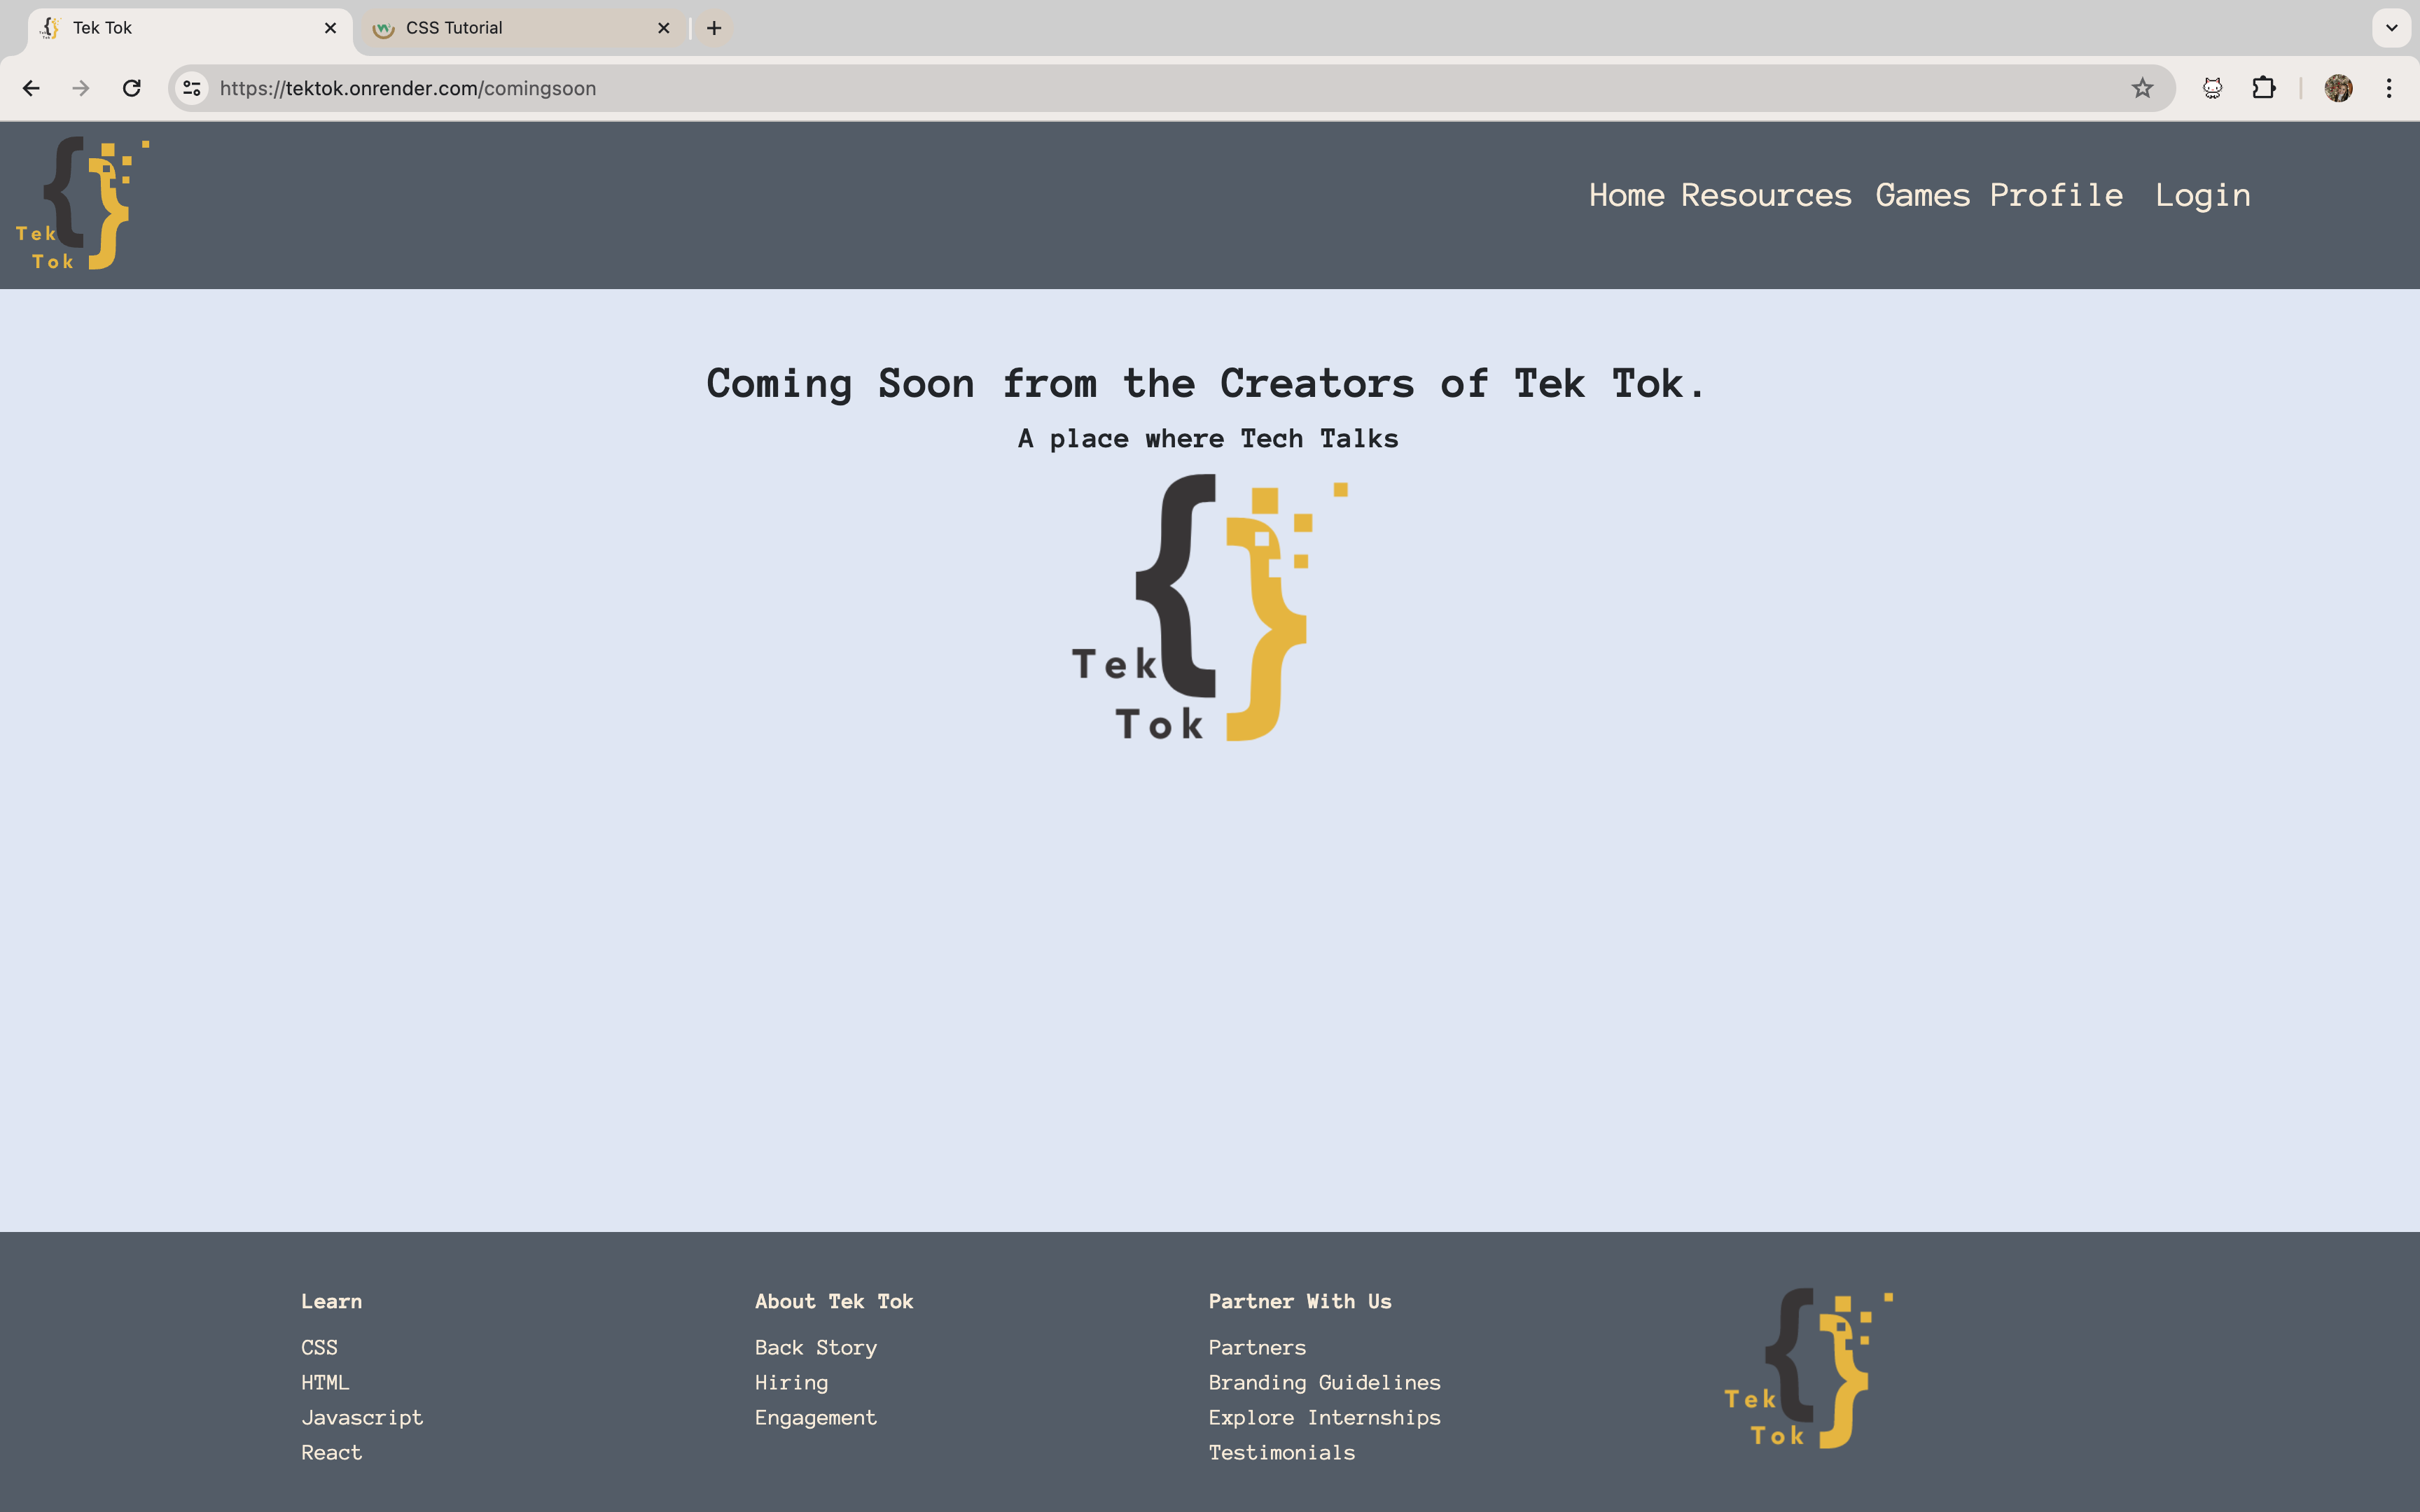 Tek Tok
CSS Tutorial
https://tektok.onrender.com/comingsoon
Tek
Tok
Home Resources Games Profile Login
Coming Soon from the Creators of Tek Tok.
A place where Tech Talks
Tek
Tok
Learn
CSS
HTML
Javascript
React
About Tek Tok
Back Story
Hiring
Engagement
Partner With Us
Partners
Branding Guidelines
Explore Internships
Testimonials
Tek
Tok